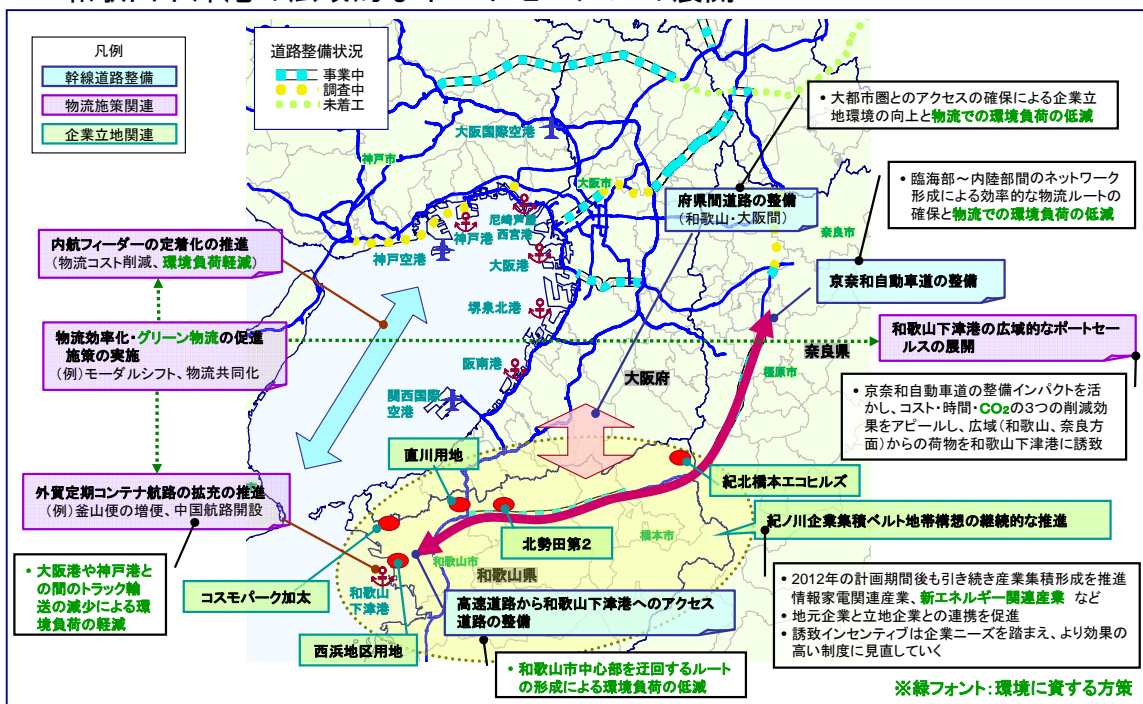 凡例
幹線道路整備
物流施策関連
企業立地関連
道路整備状況
事業中
調査中
未着工
・大都市圏とのアクセスの確保による企業立
地環境の向上と物流での環境負荷の低減
・臨海部～内陸部間のネットワーク
形成による効率的な物流ルートの
確保と物流での環境負荷の低減
府県間道路の整備
(和歌山・大阪間)
京奈和自動車道の整備
内航フィーダーの定着化の推進
(物流コスト削減、環境負荷軽減)
物流効率化・グリーン物流の促進
施策の実施
(例)モーダルシフト、物流共同化
外貿定期コンテナ航路の拡充の推進
(例)釜山便の増便、中国航路開設
・大阪港や神戸港と
の間のトラック輸
送の減少による環
境負荷の軽減
和歌山下津港の広域的なポートセー
ルスの展開
・京奈和自動車道の整備インパクトを活
かし、コスト・時間・CO2の3つの削減効
果をアピールし、広域(和歌山、奈良方
面)からの荷物を和歌山下津港に誘致
大阪国際空港
神戸市
大阪市
尼崎芦屋
西宮港
神戸港
神戸空港
大阪港
堺泉北港
阪南港
関西国際
空港
大阪府
奈良市
奈良県
橿原市
直川用地
紀北橋本エコヒルズ
北勢田第2
橋本市
和歌山市
和歌山県
和歌山
下津港
コスモパーク加太
西浜地区用地
紀ノ川企業集積ベルト地帯構想の継続的な推進
・2012年の計画期間後も引き続き産業集積形成を推進
情報家電関連産業、新エネルギー関連産業 など
・地元企業と立地企業との連携を促進
・誘致インセンティブは企業ニーズを踏まえ、より効果の
高い制度に見直していく
高速道路から和歌山下津港へのアクセス
道路の整備
・和歌山市中心部を迂回するルート
の形成による環境負荷の低減
※緑フォント:環境に資する方策